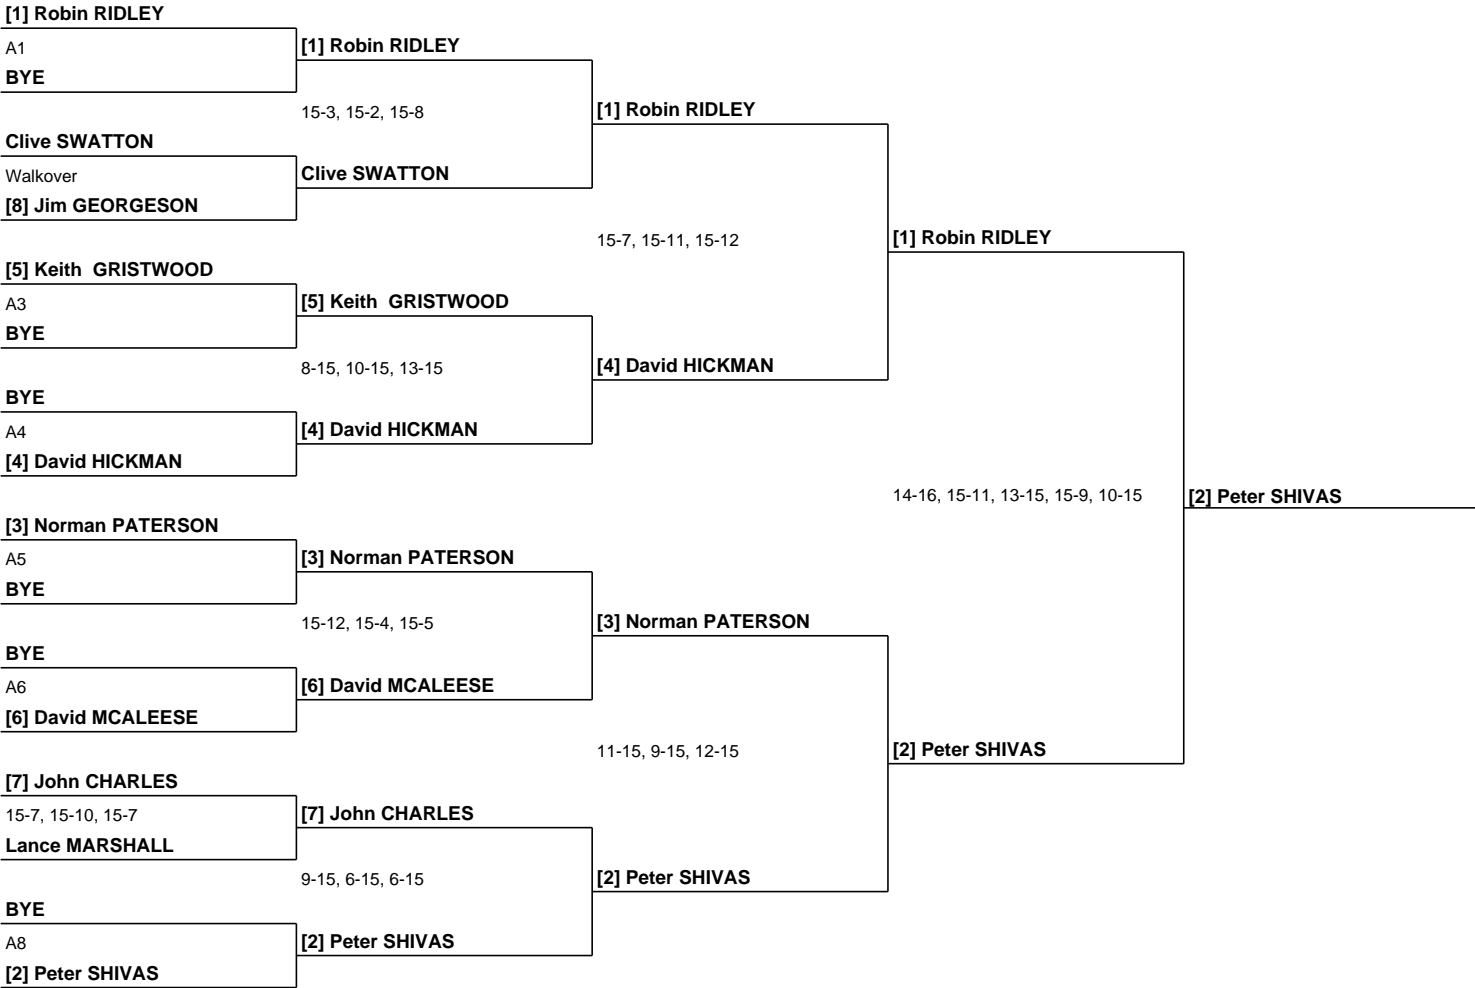 [1] Robin RIDLEY
A1
BYE
Clive SWATTON
Walkover
[8] Jim GEORGESON
[5] Keith  GRISTWOOD
A3
BYE
BYE
A4
[4] David HICKMAN
[3] Norman PATERSON
A5
BYE
BYE
A6
[6] David MCALEESE
[7] John CHARLES
15-7, 15-10, 15-7
Lance MARSHALL
BYE
A8
[2] Peter SHIVAS
[1] Robin RIDLEY
15-3, 15-2, 15-8
Clive SWATTON
[5] Keith  GRISTWOOD
8-15, 10-15, 13-15
[4] David HICKMAN
[3] Norman PATERSON
15-12, 15-4, 15-5
[6] David MCALEESE
[7] John CHARLES
9-15, 6-15, 6-15
[2] Peter SHIVAS
[1] Robin RIDLEY
15-7, 15-11, 15-12
[4] David HICKMAN
[3] Norman PATERSON
11-15, 9-15, 12-15
[2] Peter SHIVAS
[1] Robin RIDLEY
14-16, 15-11, 13-15, 15-9, 10-15
[2] Peter SHIVAS
[2] Peter SHIVAS